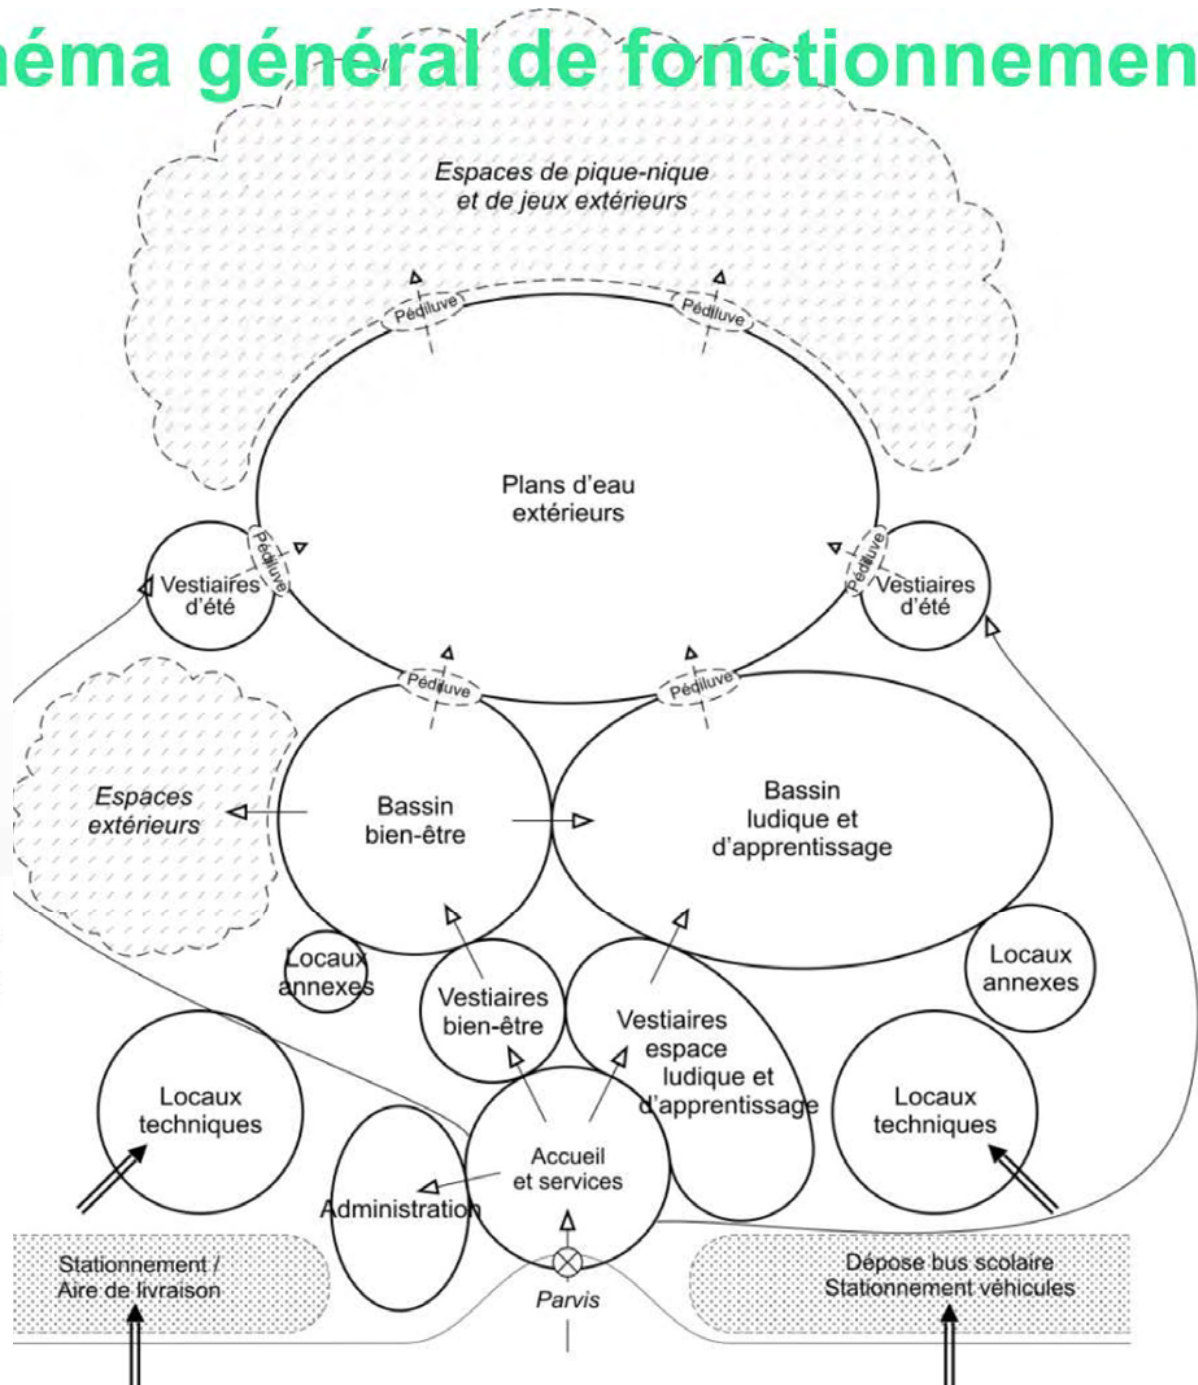 néma général de fonctionnemen
Espaces de pique-nique
et de jeux extérieurs
Pédiluve
Pédiluve
Plans d'eau
extérieurs
Pédiluve
Pédiluve
Vestiaires
d'été
Vestiaires
d'été
Pédiluve
Pédiluve
Espaces
extérieurs
Bassin
bien-être
Bassin
ludique et
d'apprentissage
Locaux
annexes
Locaux
annexes
Vestiaires
bien-être
Vestiaires
espace
ludique et
d'apprentissage
Locaux
techniques
Locaux
techniques
Accueil
et services
Administration
Stationnement /
Aire de livraison
Parvis
Dépose bus scolaire
Stationnement véhicules